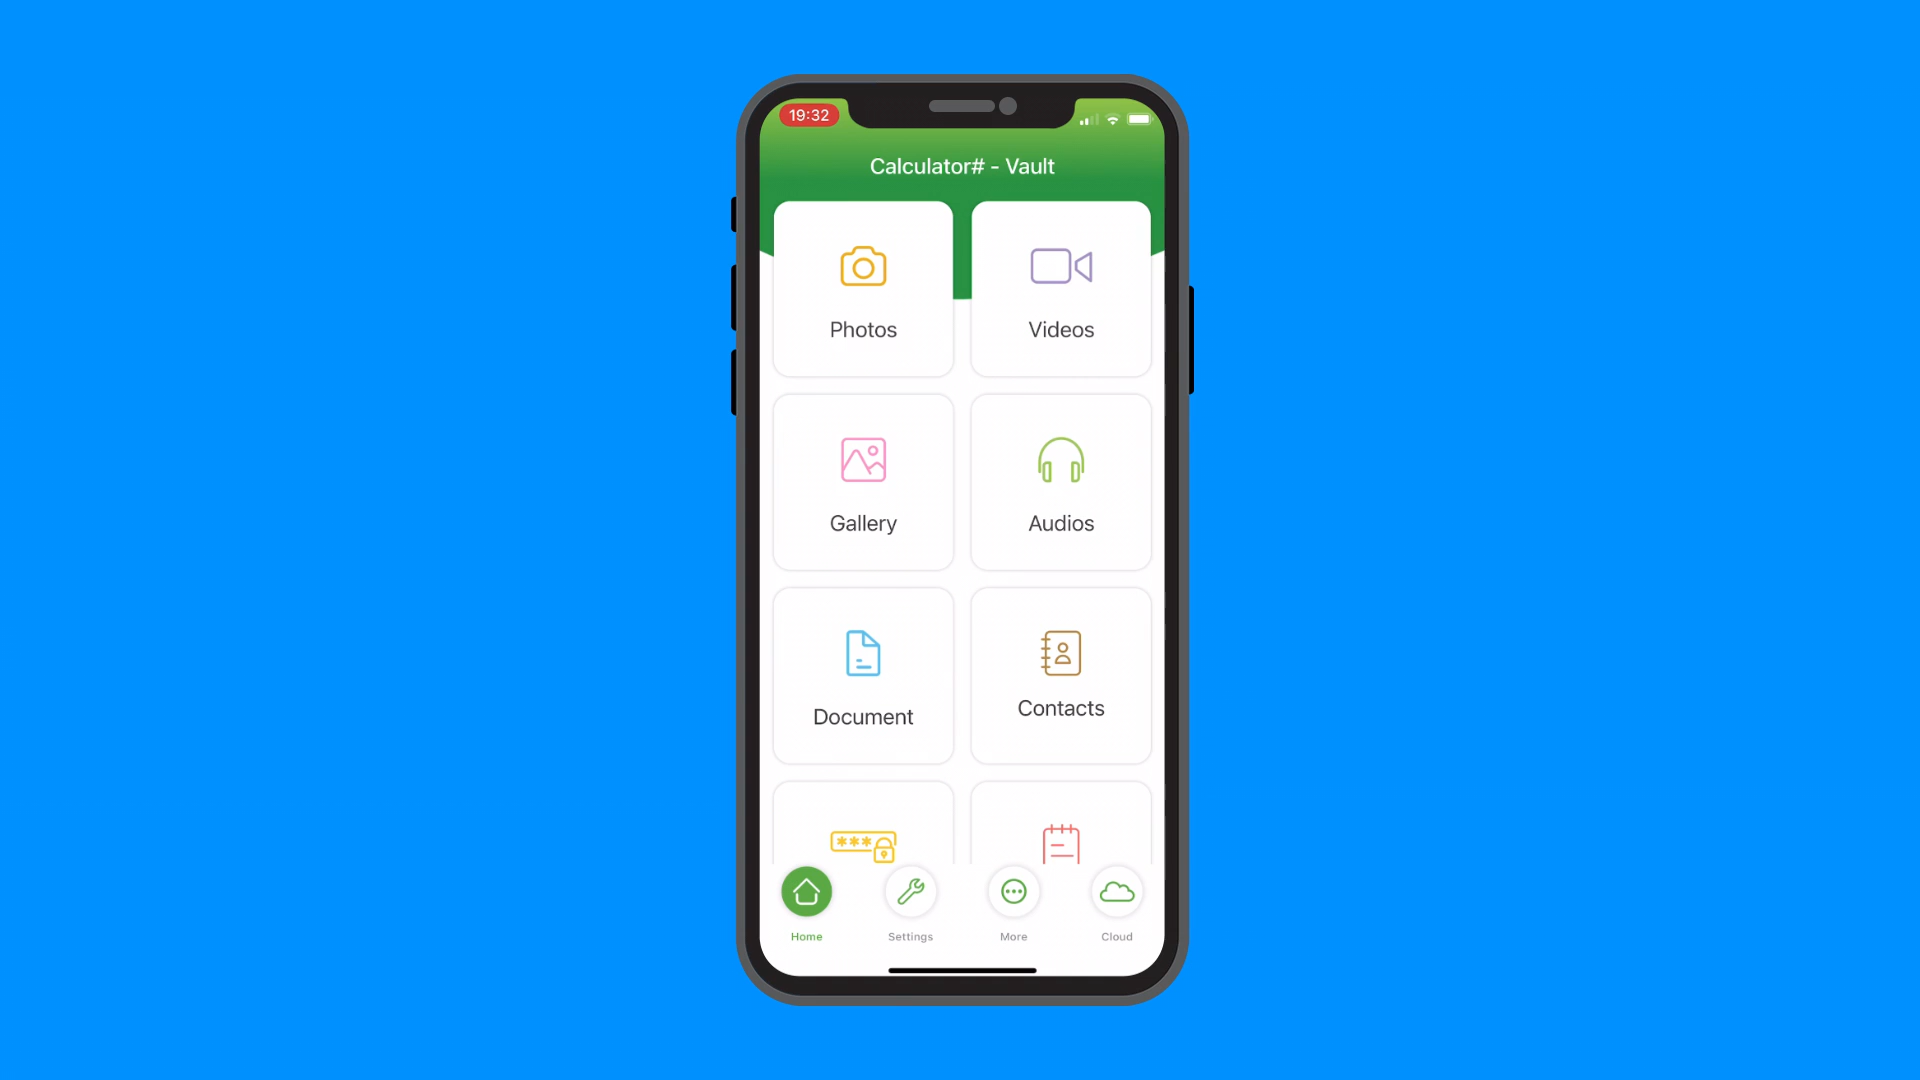 19:32
Calculator# - Vault
Photos
Videos
Gallery
Audios
Document
Contacts
***
Home
Settings
More
Cloud